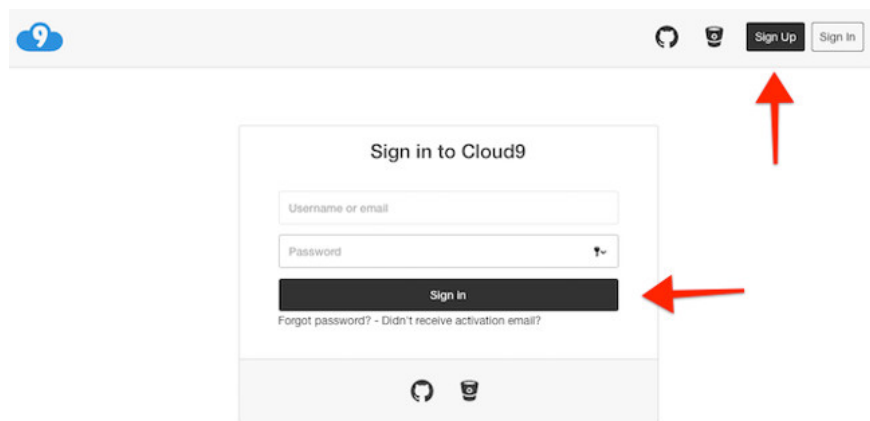 9
Sign Up
Sign In
Sign in to Cloud9
Username or email
Password
Sign in
Forgot password? - Didn't receive activation email?